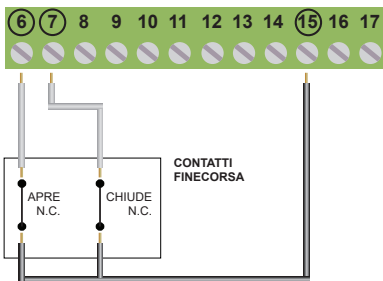 6 7 8 9 10 11 12 13 14 15 16 17
CONTATTI
FINECORSA
APRE
N.C.
CHIUDE
N.C.